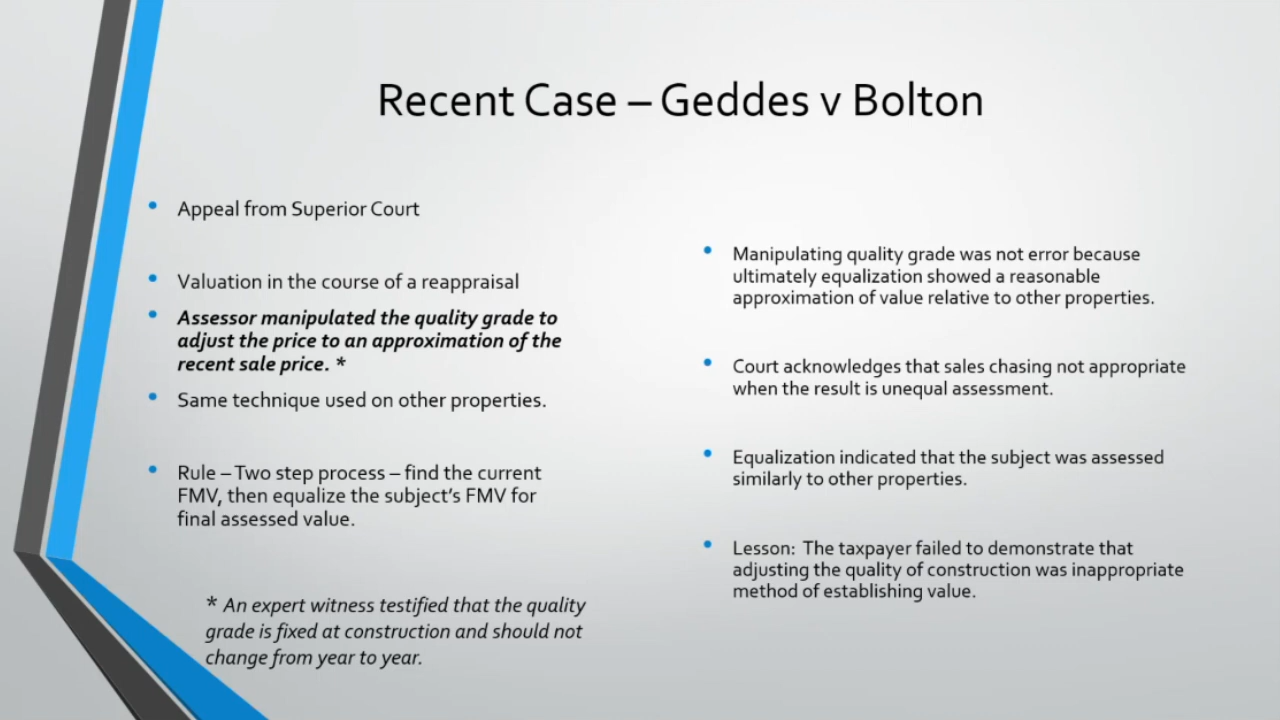 Recent Case – Geddes v Bolton
• Appeal from Superior Court
• Valuation in the course of a reappraisal
• Assessor manipulated the quality grade to
adjust the price to an approximation of the
recent sale price. *
• Same technique used on other properties.
• Rule – Two step process – find the current
FMV, then equalize the subject’s FMV for
final assessed value.
* An expert witness testified that the quality
grade is fixed at construction and should not
change from year to year.
• Manipulating quality grade was not error because
ultimately equalization showed a reasonable
approximation of value relative to other properties.
• Court acknowledges that sales chasing not appropriate
when the result is unequal assessment.
• Equalization indicated that the subject was assessed
similarly to other properties.
• Lesson: The taxpayer failed to demonstrate that
adjusting the quality of construction was inappropriate
method of establishing value.